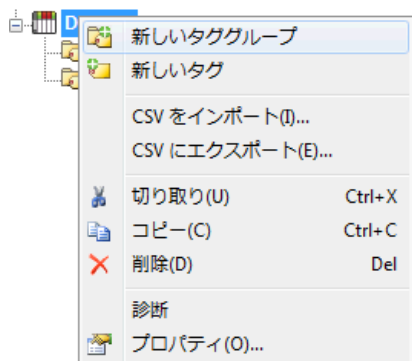 D
新しいタググループ
新しいタグ
CSV をインポート(I)...
CSV にエクスポート(E)...
切り取り(U) Ctrl+X
コピー(C) Ctrl+C
削除(D) Del
診断
プロパティ(O)...